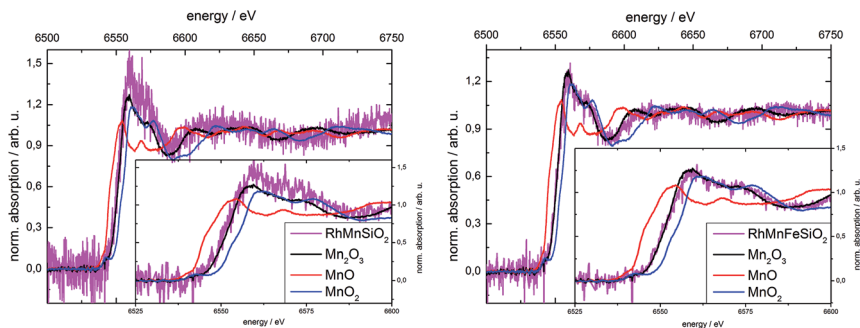 energy / eV
6500 6550 6600 6650 6700 6750
1,5
1,2
0,9
0,6
0,3
0,0
norm. absorption / arb. u.
1,5
1,0
0,5
0,0
norm. absorption / arb. u.
RhMnSiO2
Mn2O3
MnO
MnO2
6525 6550 6575 6600
energy / eV
energy / eV
6500 6550 6600 6650 6700 6750
1,2
0,9
0,6
0,3
0,0
norm. absorption / arb. u.
1,5
1,0
0,5
0,0
norm. absorption / arb. u.
RhMnFeSiO2
Mn2O3
MnO
MnO2
6525 6550 6575 6600
energy / eV